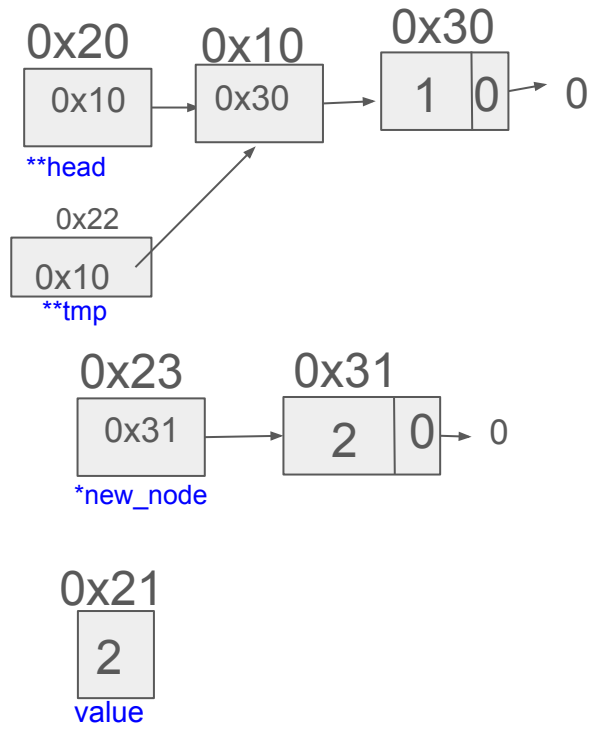 0x20 0x10 0x30
0x10 0x30 1 0 0
**head
0x22
0x10
**tmp
0x23 0x31
0x31 2 0 0
*new_node
0x21
2
value